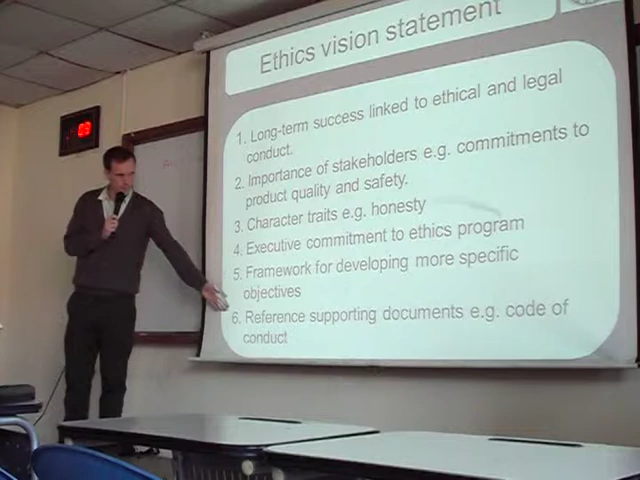 Ethics vision statement
1. Long-term success linked to ethical and legal
conduct.
2. Importance of stakeholders e.g. commitments to
product quality and safety.
3. Character traits e.g. honesty
4. Executive commitment to ethics program
5. Framework for developing more specific
objectives
6. Reference supporting documents e.g. code of
conduct